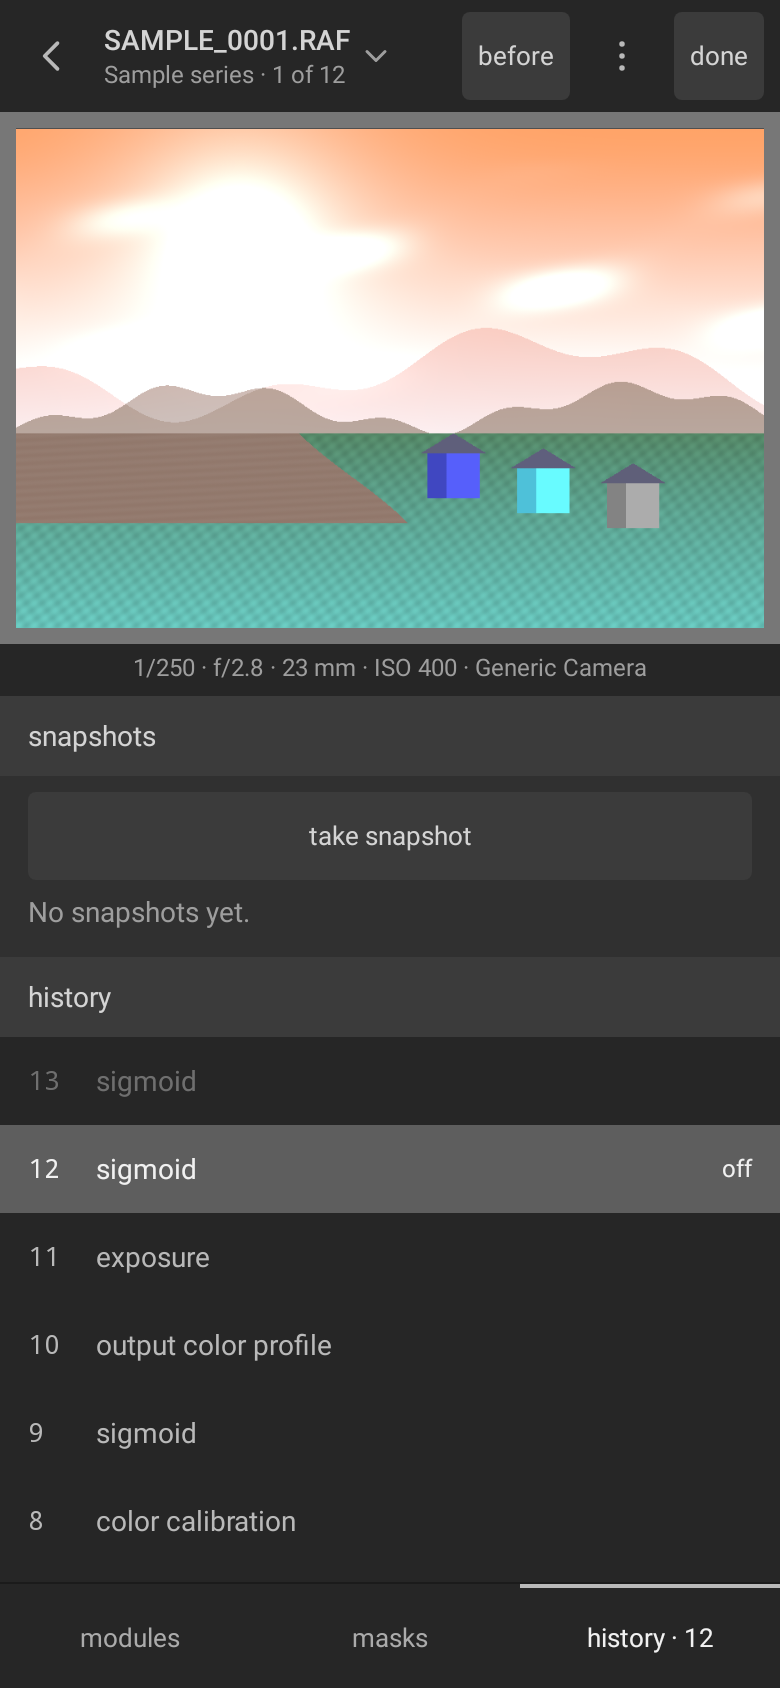 SAMPLE_0001.RAF
Sample series · 1 of 12
before
done
1/250 · f/2.8 · 23 mm · ISO 400 · Generic Camera
snapshots
take snapshot
No snapshots yet.
history
13 sigmoid
12 sigmoid off
11 exposure
10 output color profile
9 sigmoid
8 color calibration
modules masks history · 12